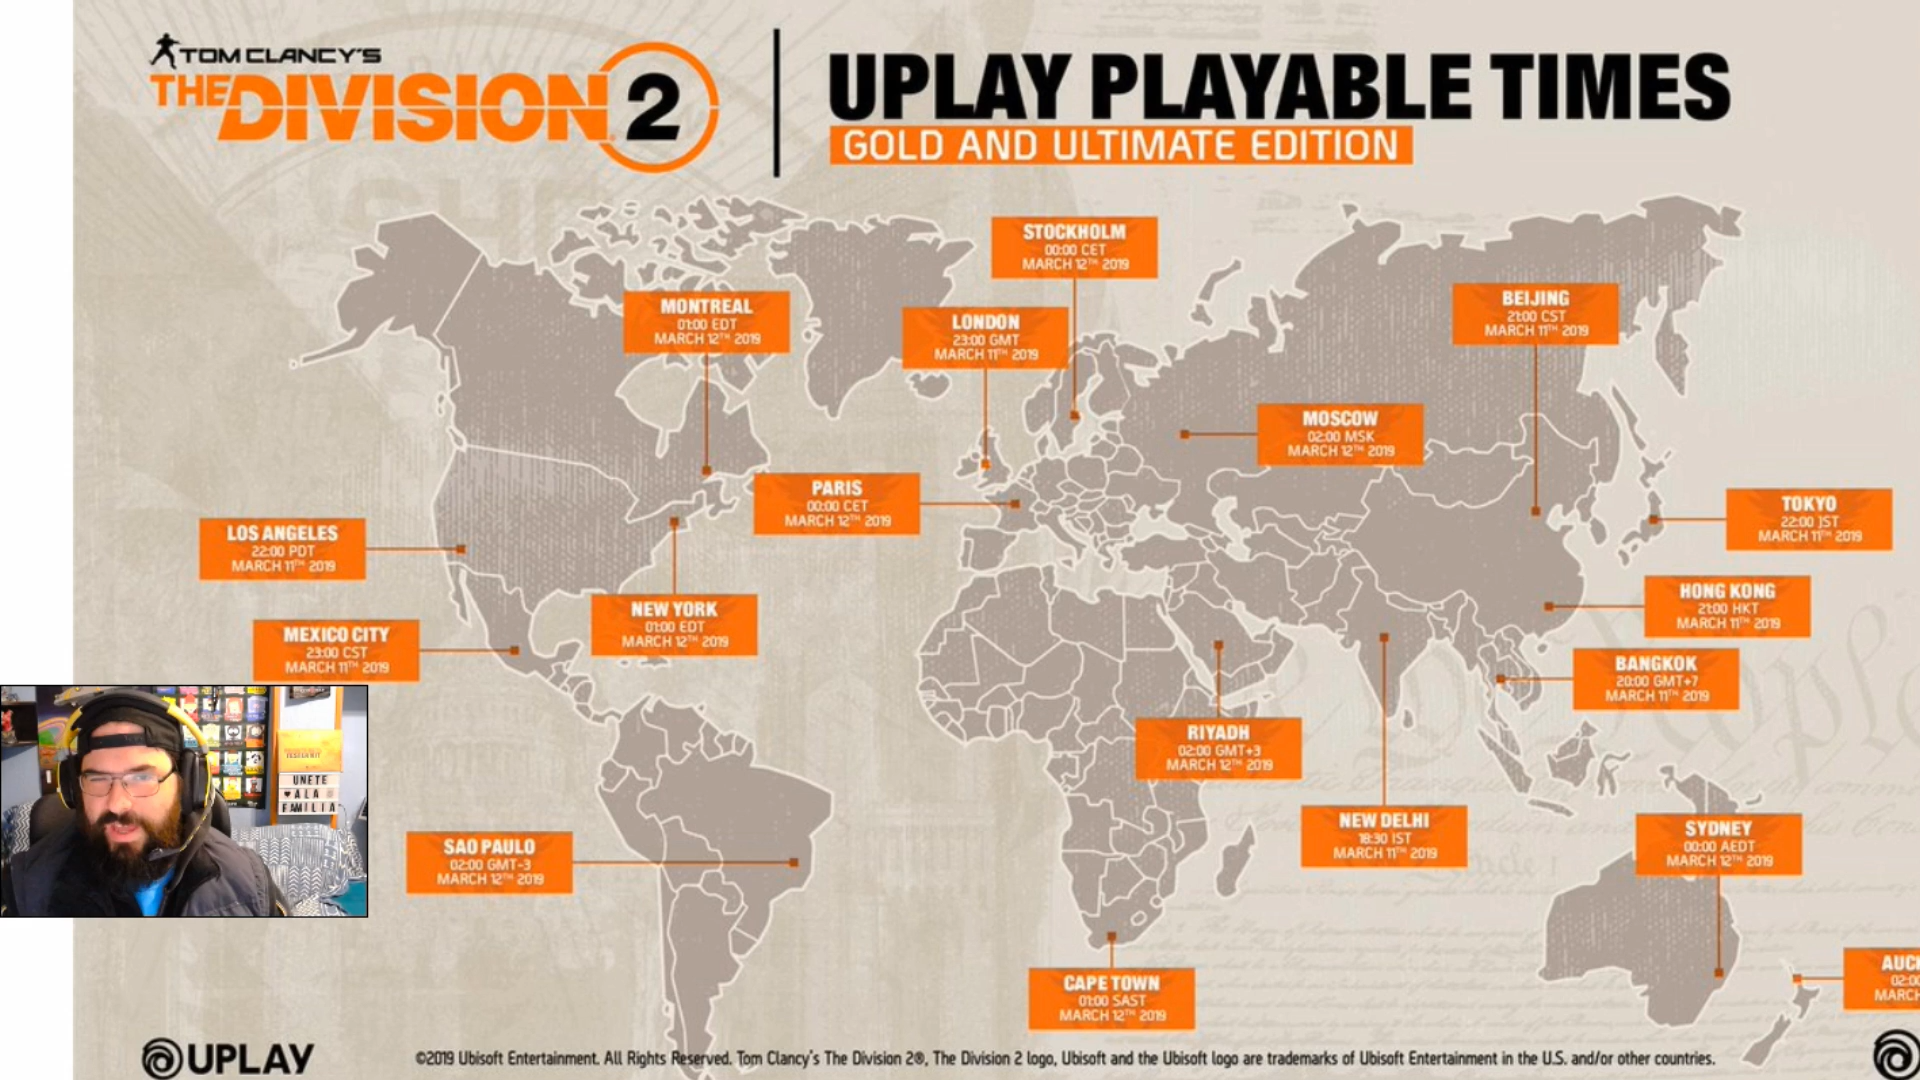 TOM CLANCY'S
THE DIVISION 2
UPLAY PLAYABLE TIMES
GOLD AND ULTIMATE EDITION
STOCKHOLM
00:00 CET
MARCH 12TH 2019
MONTREAL
01:00 EDT
MARCH 12TH 2019
LONDON
23:00 GMT
MARCH 11TH 2019
BEIJING
21:00 CST
MARCH 11TH 2019
MOSCOW
02:00 MSK
MARCH 12TH 2019
PARIS
00:00 CET
MARCH 12TH 2019
TOKYO
22:00 JST
MARCH 11TH 2019
LOS ANGELES
22:00 PDT
MARCH 11TH 2019
HONG KONG
21:00 HKT
MARCH 11TH 2019
NEW YORK
01:00 EDT
MARCH 12TH 2019
MEXICO CITY
23:00 CST
MARCH 11TH 2019
BANGKOK
20:00 GMT+7
MARCH 11TH 2019
RIYADH
02:00 GMT+3
MARCH 12TH 2019
UNETE
♥ A LA
FAMILIA
NEW DELHI
18:30 IST
MARCH 11TH 2019
SYDNEY
00:00 AEDT
MARCH 12TH 2019
SAO PAULO
02:00 GMT-3
MARCH 12TH 2019
CAPE TOWN
01:00 SAST
MARCH 12TH 2019
AUC
02:00
MARCH
UPLAY
©2019 Ubisoft Entertainment. All Rights Reserved. Tom Clancy's The Division 2®, The Division 2 logo, Ubisoft and the Ubisoft logo are trademarks of Ubisoft Entertainment in the U.S. and/or other countries.